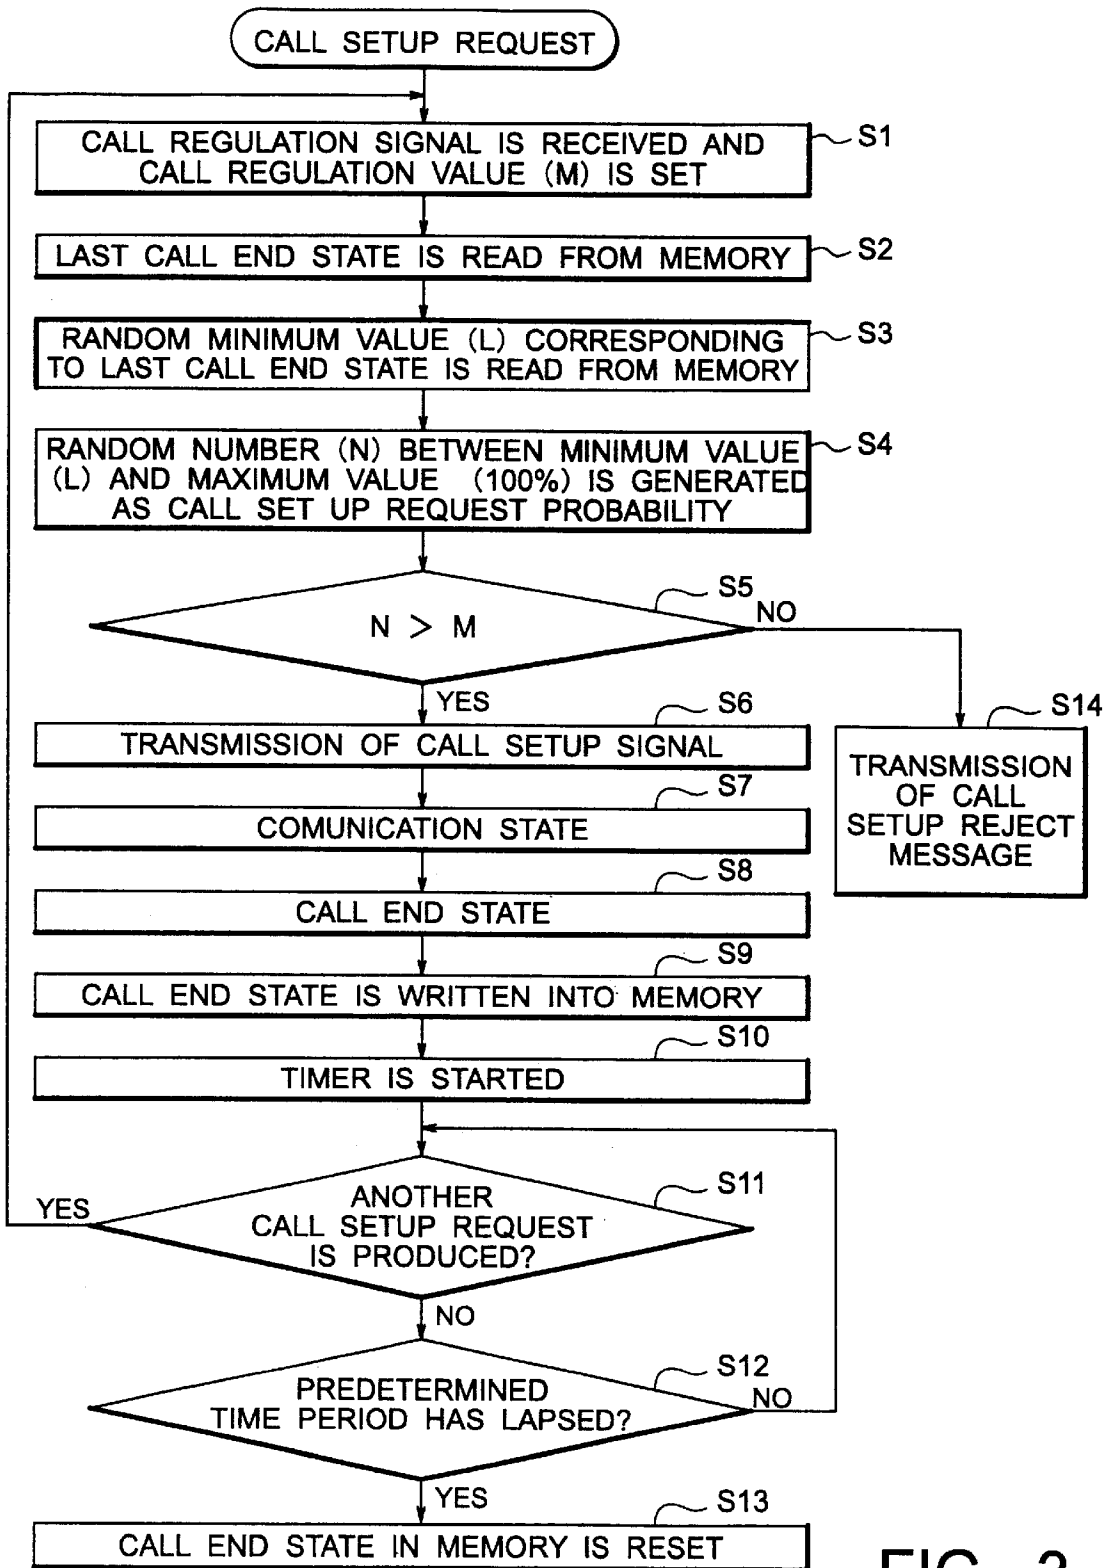 CALL SETUP REQUEST
CALL REGULATION SIGNAL IS RECEIVED AND
CALL REGULATION VALUE (M) IS SET
S1
LAST CALL END STATE IS READ FROM MEMORY
S2
RANDOM MINIMUM VALUE (L) CORRESPONDING
TO LAST CALL END STATE IS READ FROM MEMORY
S3
RANDOM NUMBER (N) BETWEEN MINIMUM VALUE
(L) AND MAXIMUM VALUE (100%) IS GENERATED
AS CALL SET UP REQUEST PROBABILITY
S4
N > M
S5
NO
YES
S6
TRANSMISSION OF CALL SETUP SIGNAL
S14
TRANSMISSION
OF CALL
SETUP REJECT
MESSAGE
S7
COMUNICATION STATE
S8
CALL END STATE
S9
CALL END STATE IS WRITTEN INTO MEMORY
S10
TIMER IS STARTED
YES
ANOTHER
CALL SETUP REQUEST
IS PRODUCED?
S11
NO
PREDETERMINED
TIME PERIOD HAS LAPSED?
S12
NO
YES
S13
CALL END STATE IN MEMORY IS RESET